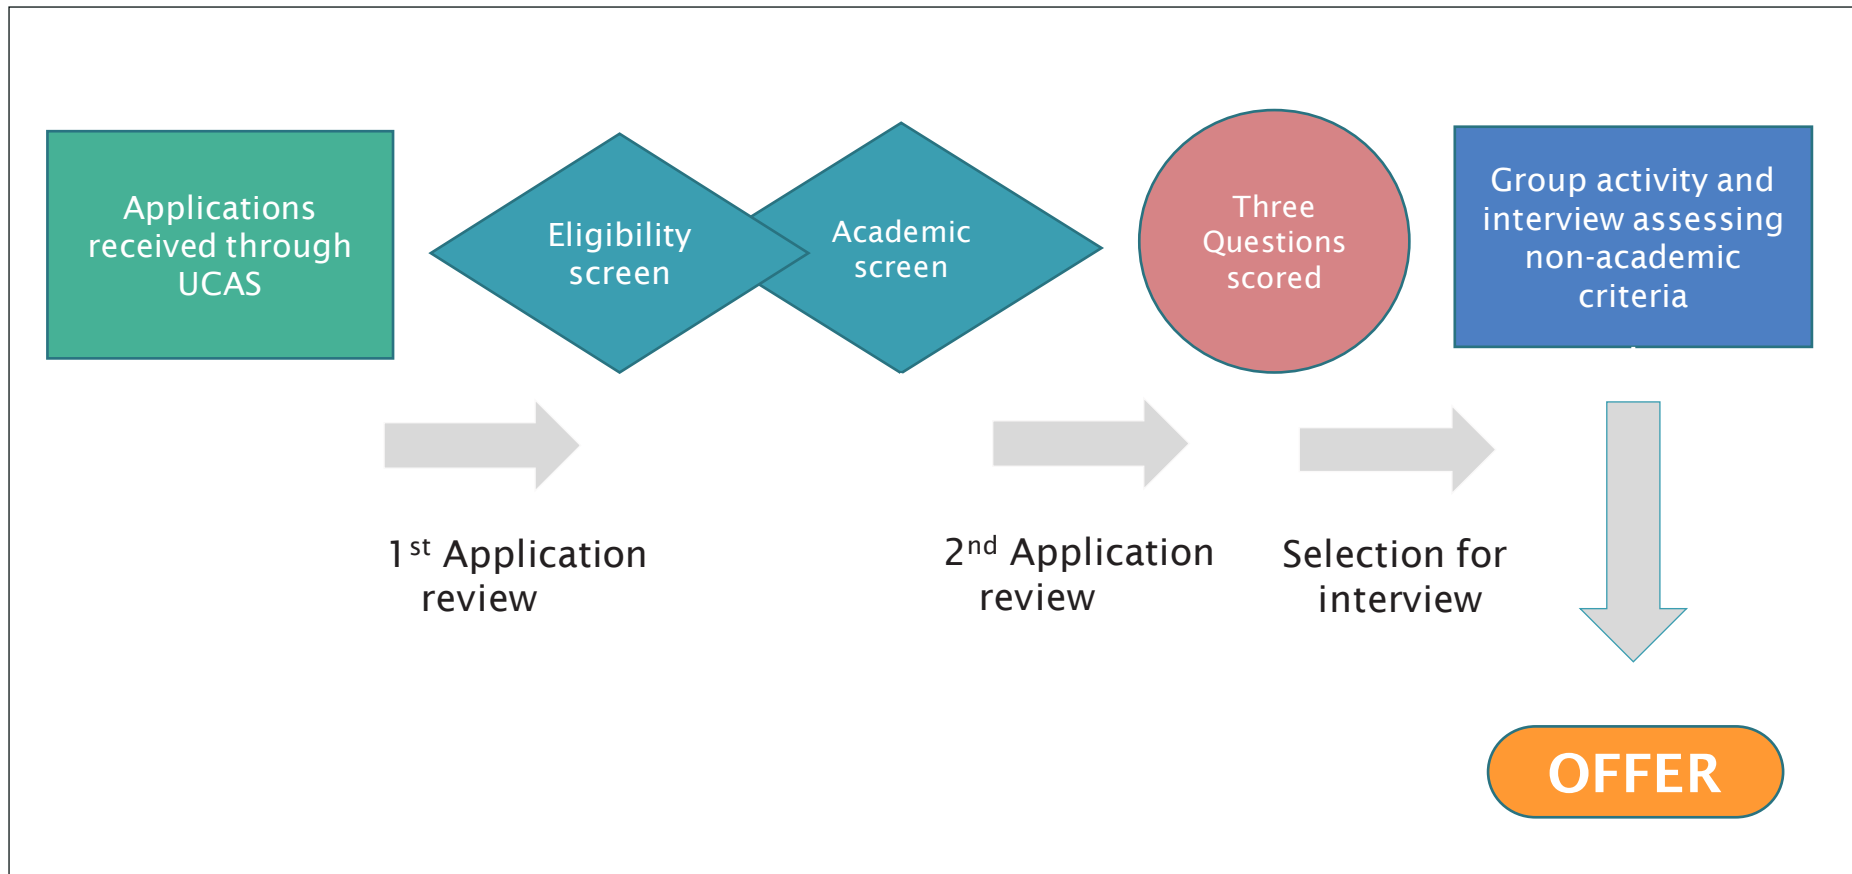 Applications
received through
UCAS
Eligibility
screen
Academic
screen
Three
Questions
scored
Group activity and
interview assessing
non-academic
criteria
1st Application
review
2nd Application
review
Selection for
interview
OFFER